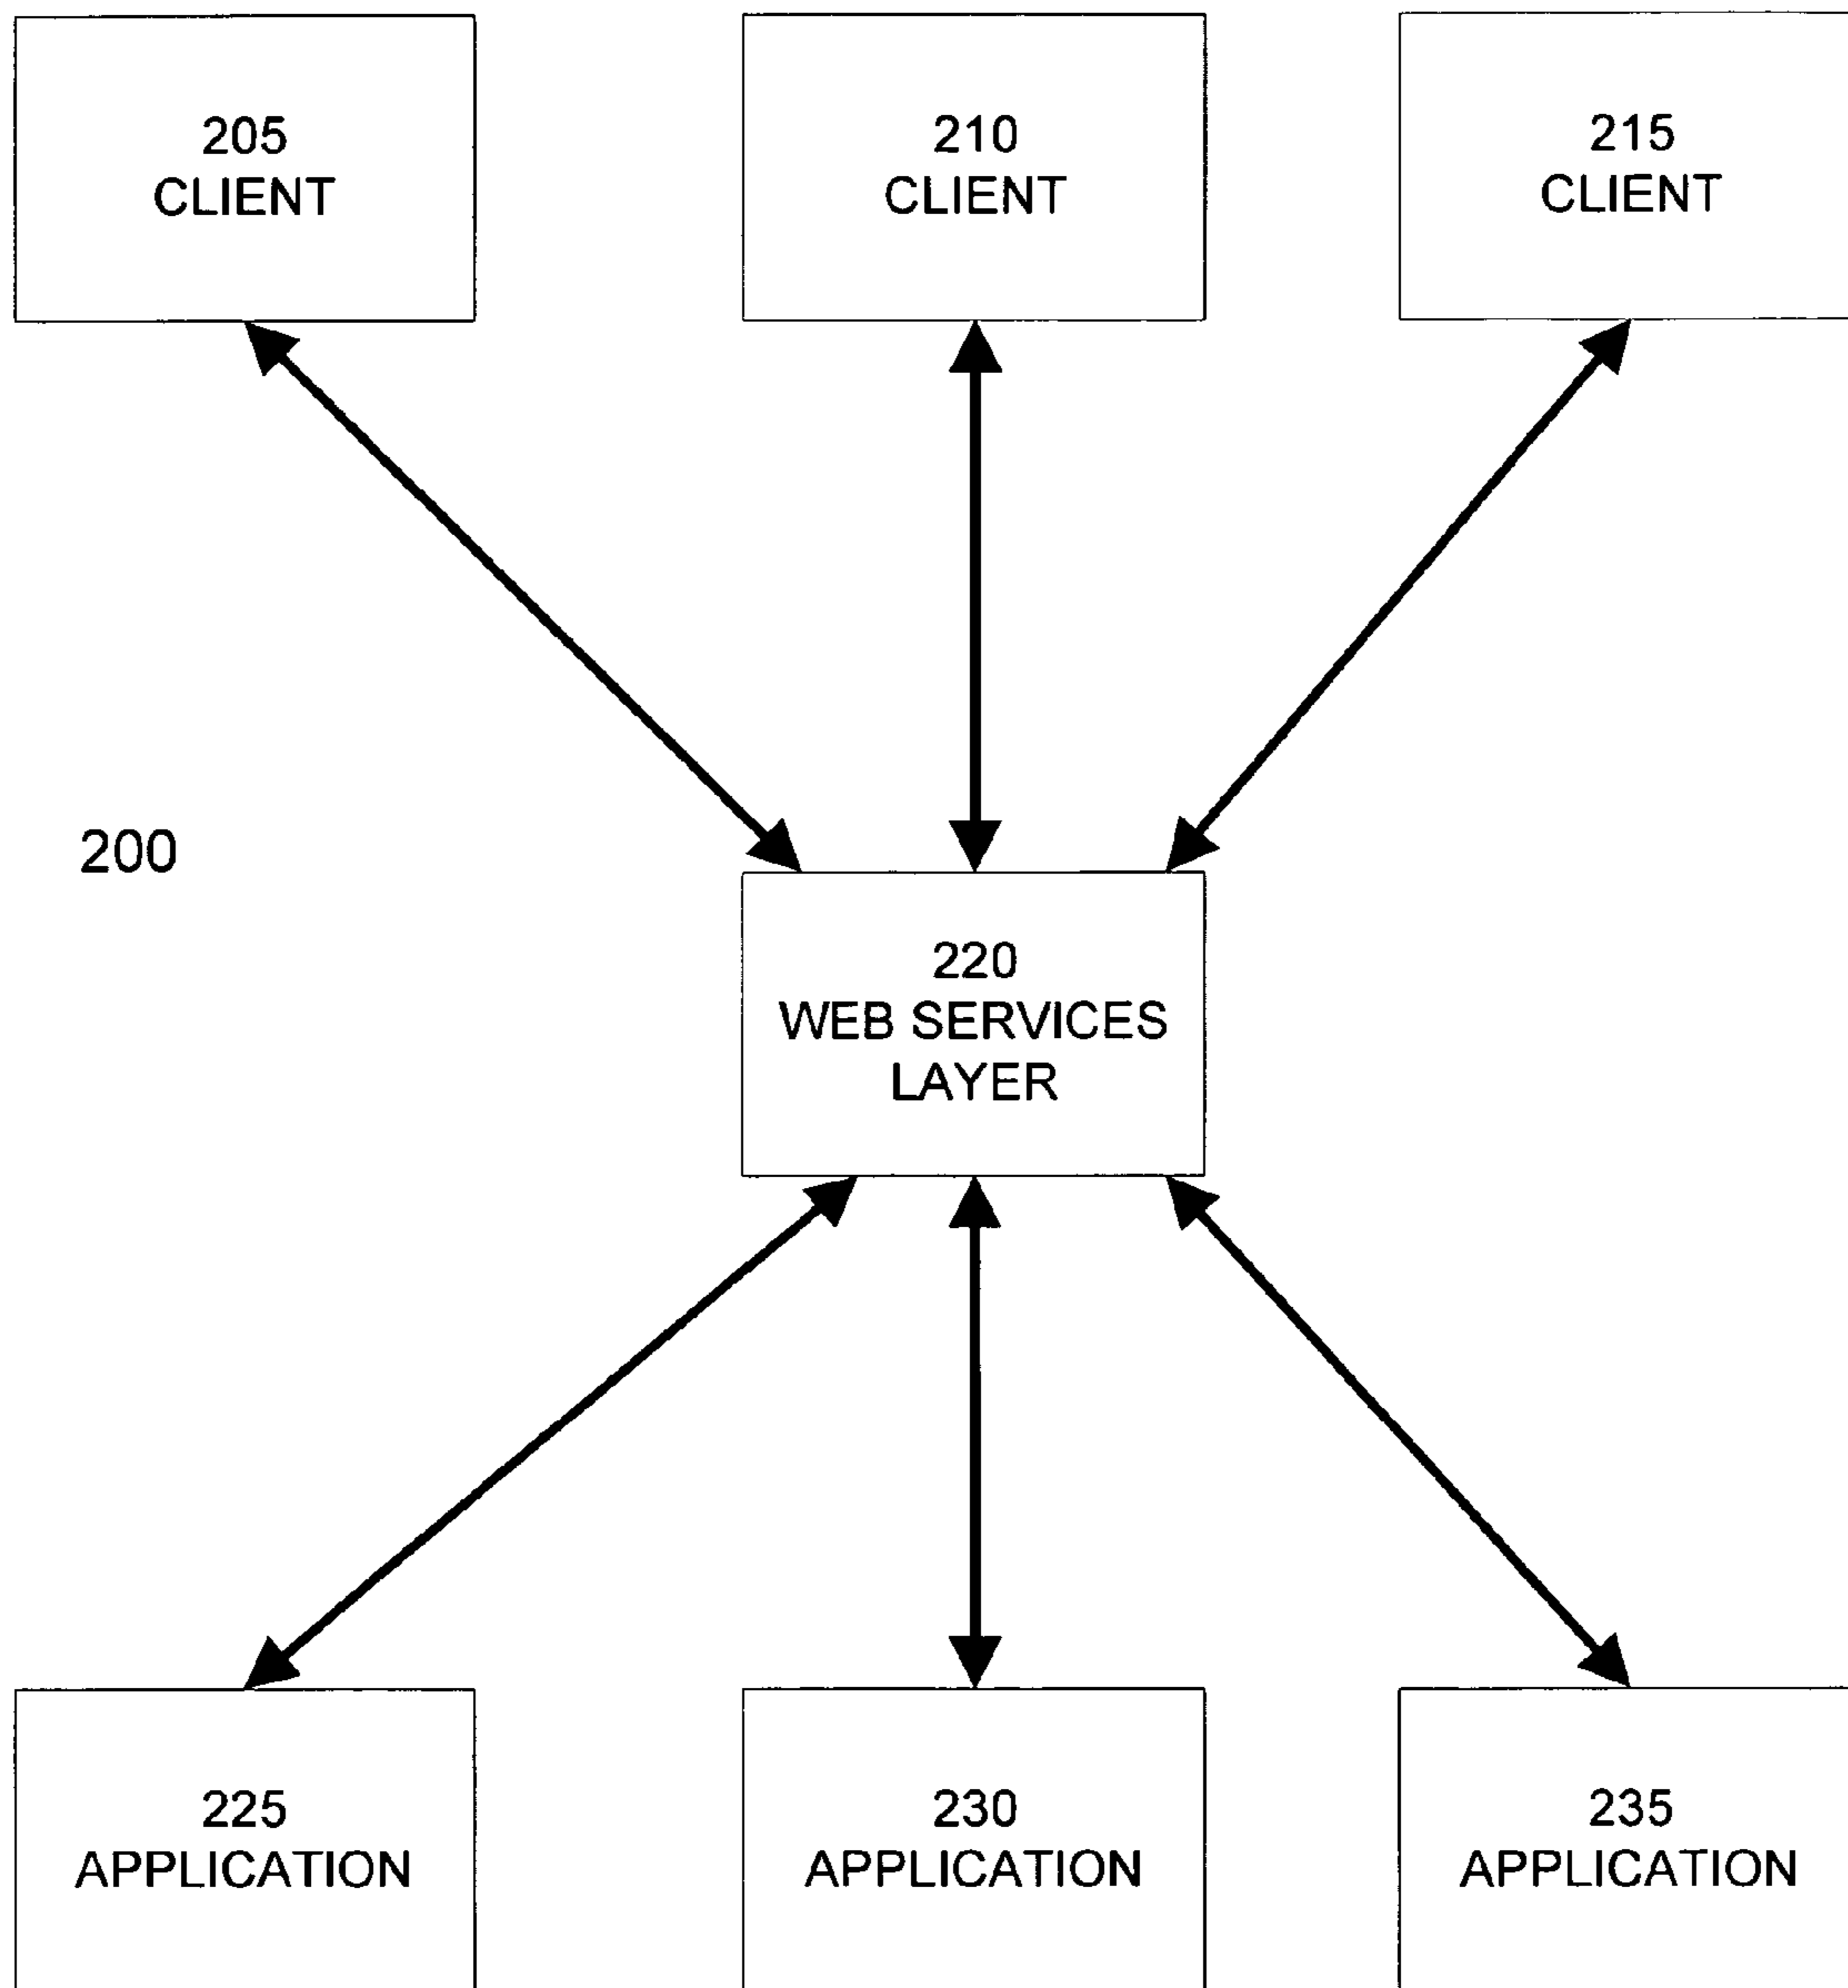 205
CLIENT
210
CLIENT
215
CLIENT
200
220
WEB SERVICES
LAYER
225
APPLICATION
230
APPLICATION
235
APPLICATION